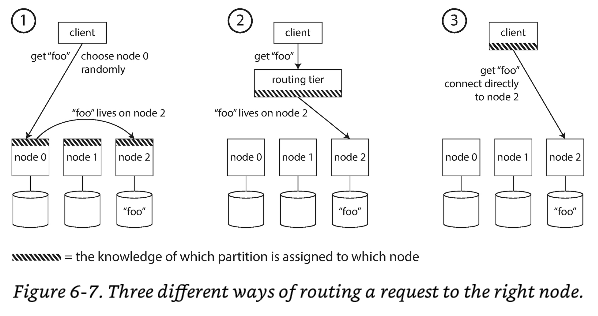 1
client
get "foo"
choose node 0
randomly
"foo" lives on node 2
node 0
node 1
node 2
"foo"
2
client
get "foo"
routing tier
"foo" lives on node 2
node 0
node 1
node 2
"foo"
3
client
get "foo"
connect directly
to node 2
node 0
node 1
node 2
"foo"
= the knowledge of which partition is assigned to which node
Figure 6-7. Three different ways of routing a request to the right node.